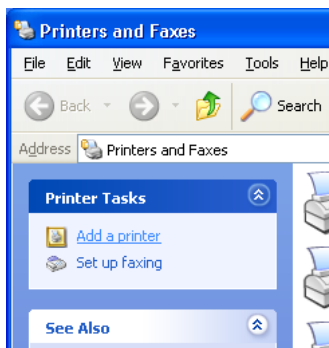 Printers and Faxes
File Edit View Favorites Tools Help
Back Search
Address Printers and Faxes
Printer Tasks
Add a printer
Set up faxing
See Also